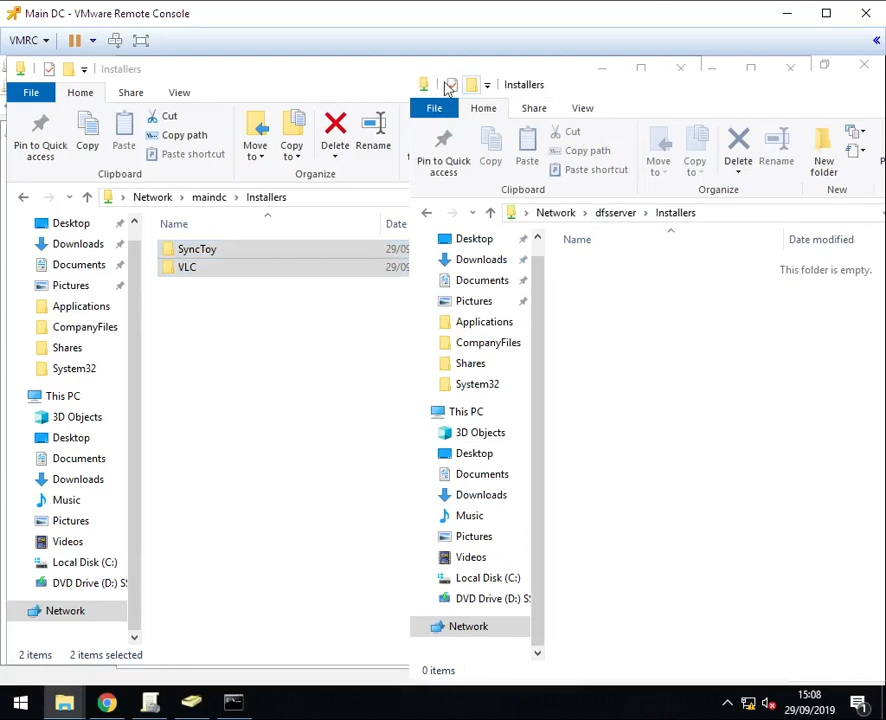 Main DC - VMware Remote Console
VMRC
Installers
File
Home
Share
View
Pin to Quick access
Copy
Paste
Cut
Copy path
Paste shortcut
Clipboard
Move to
Copy to
Delete
Rename
Organize
Network
maindc
Installers
Name
Date
Desktop
Downloads
Documents
Pictures
Applications
CompanyFiles
Shares
System32
This PC
3D Objects
Desktop
Documents
Downloads
Music
Pictures
Videos
Local Disk (C:)
DVD Drive (D:) S
Network
SyncToy
29/09
VLC
29/09
2 items
2 items selected
Installers
File
Home
Share
View
Pin to Quick access
Copy
Paste
Cut
Copy path
Paste shortcut
Clipboard
Move to
Copy to
Delete
Rename
Organize
New folder
New
Network
dfsserver
Installers
Name
Date modified
This folder is empty.
Desktop
Downloads
Documents
Pictures
Applications
CompanyFiles
Shares
System32
This PC
3D Objects
Desktop
Documents
Downloads
Music
Pictures
Videos
Local Disk (C:)
DVD Drive (D:) S
Network
0 items
15:08
29/09/2019
1